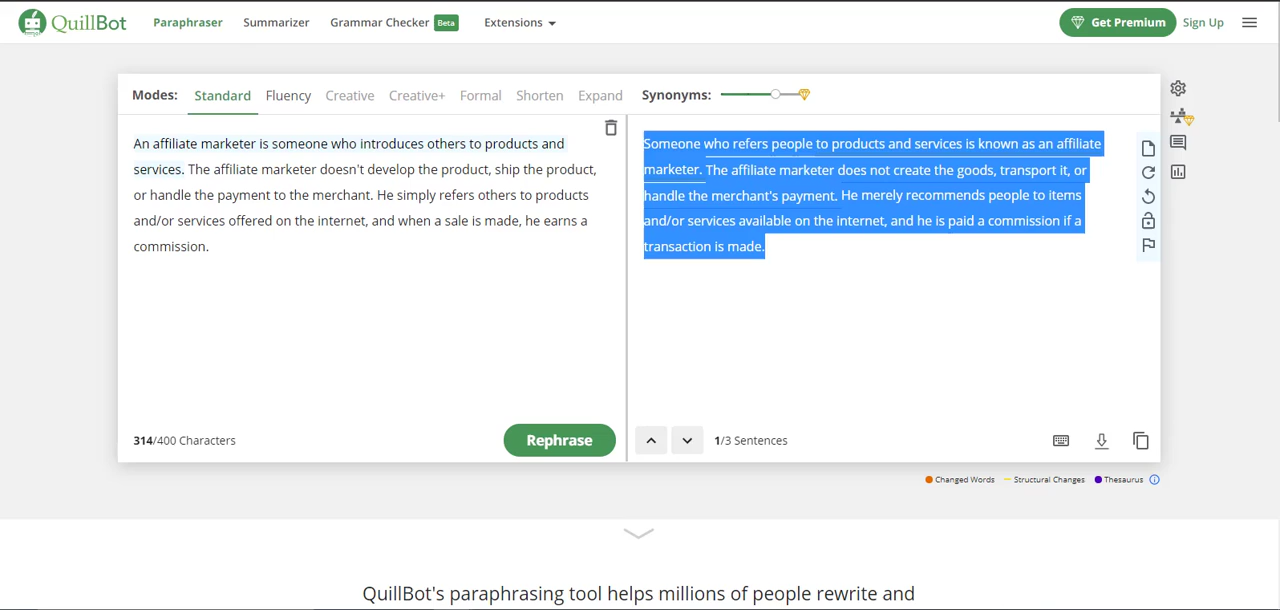 QuillBot Paraphraser Summarizer Grammar Checker Beta Extensions Get Premium Sign Up
Modes: Standard Fluency Creative Creative+ Formal Shorten Expand Synonyms:
An affiliate marketer is someone who introduces others to products and
services. The affiliate marketer doesn't develop the product, ship the product,
or handle the payment to the merchant. He simply refers others to products
and/or services offered on the internet, and when a sale is made, he earns a
commission.
Someone who refers people to products and services is known as an affiliate
marketer. The affiliate marketer does not create the goods, transport it, or
handle the merchant's payment. He merely recommends people to items
and/or services available on the internet, and he is paid a commission if a
transaction is made.
314/400 Characters Rephrase 1/3 Sentences
Changed Words Structural Changes Thesaurus
QuillBot's paraphrasing tool helps millions of people rewrite and